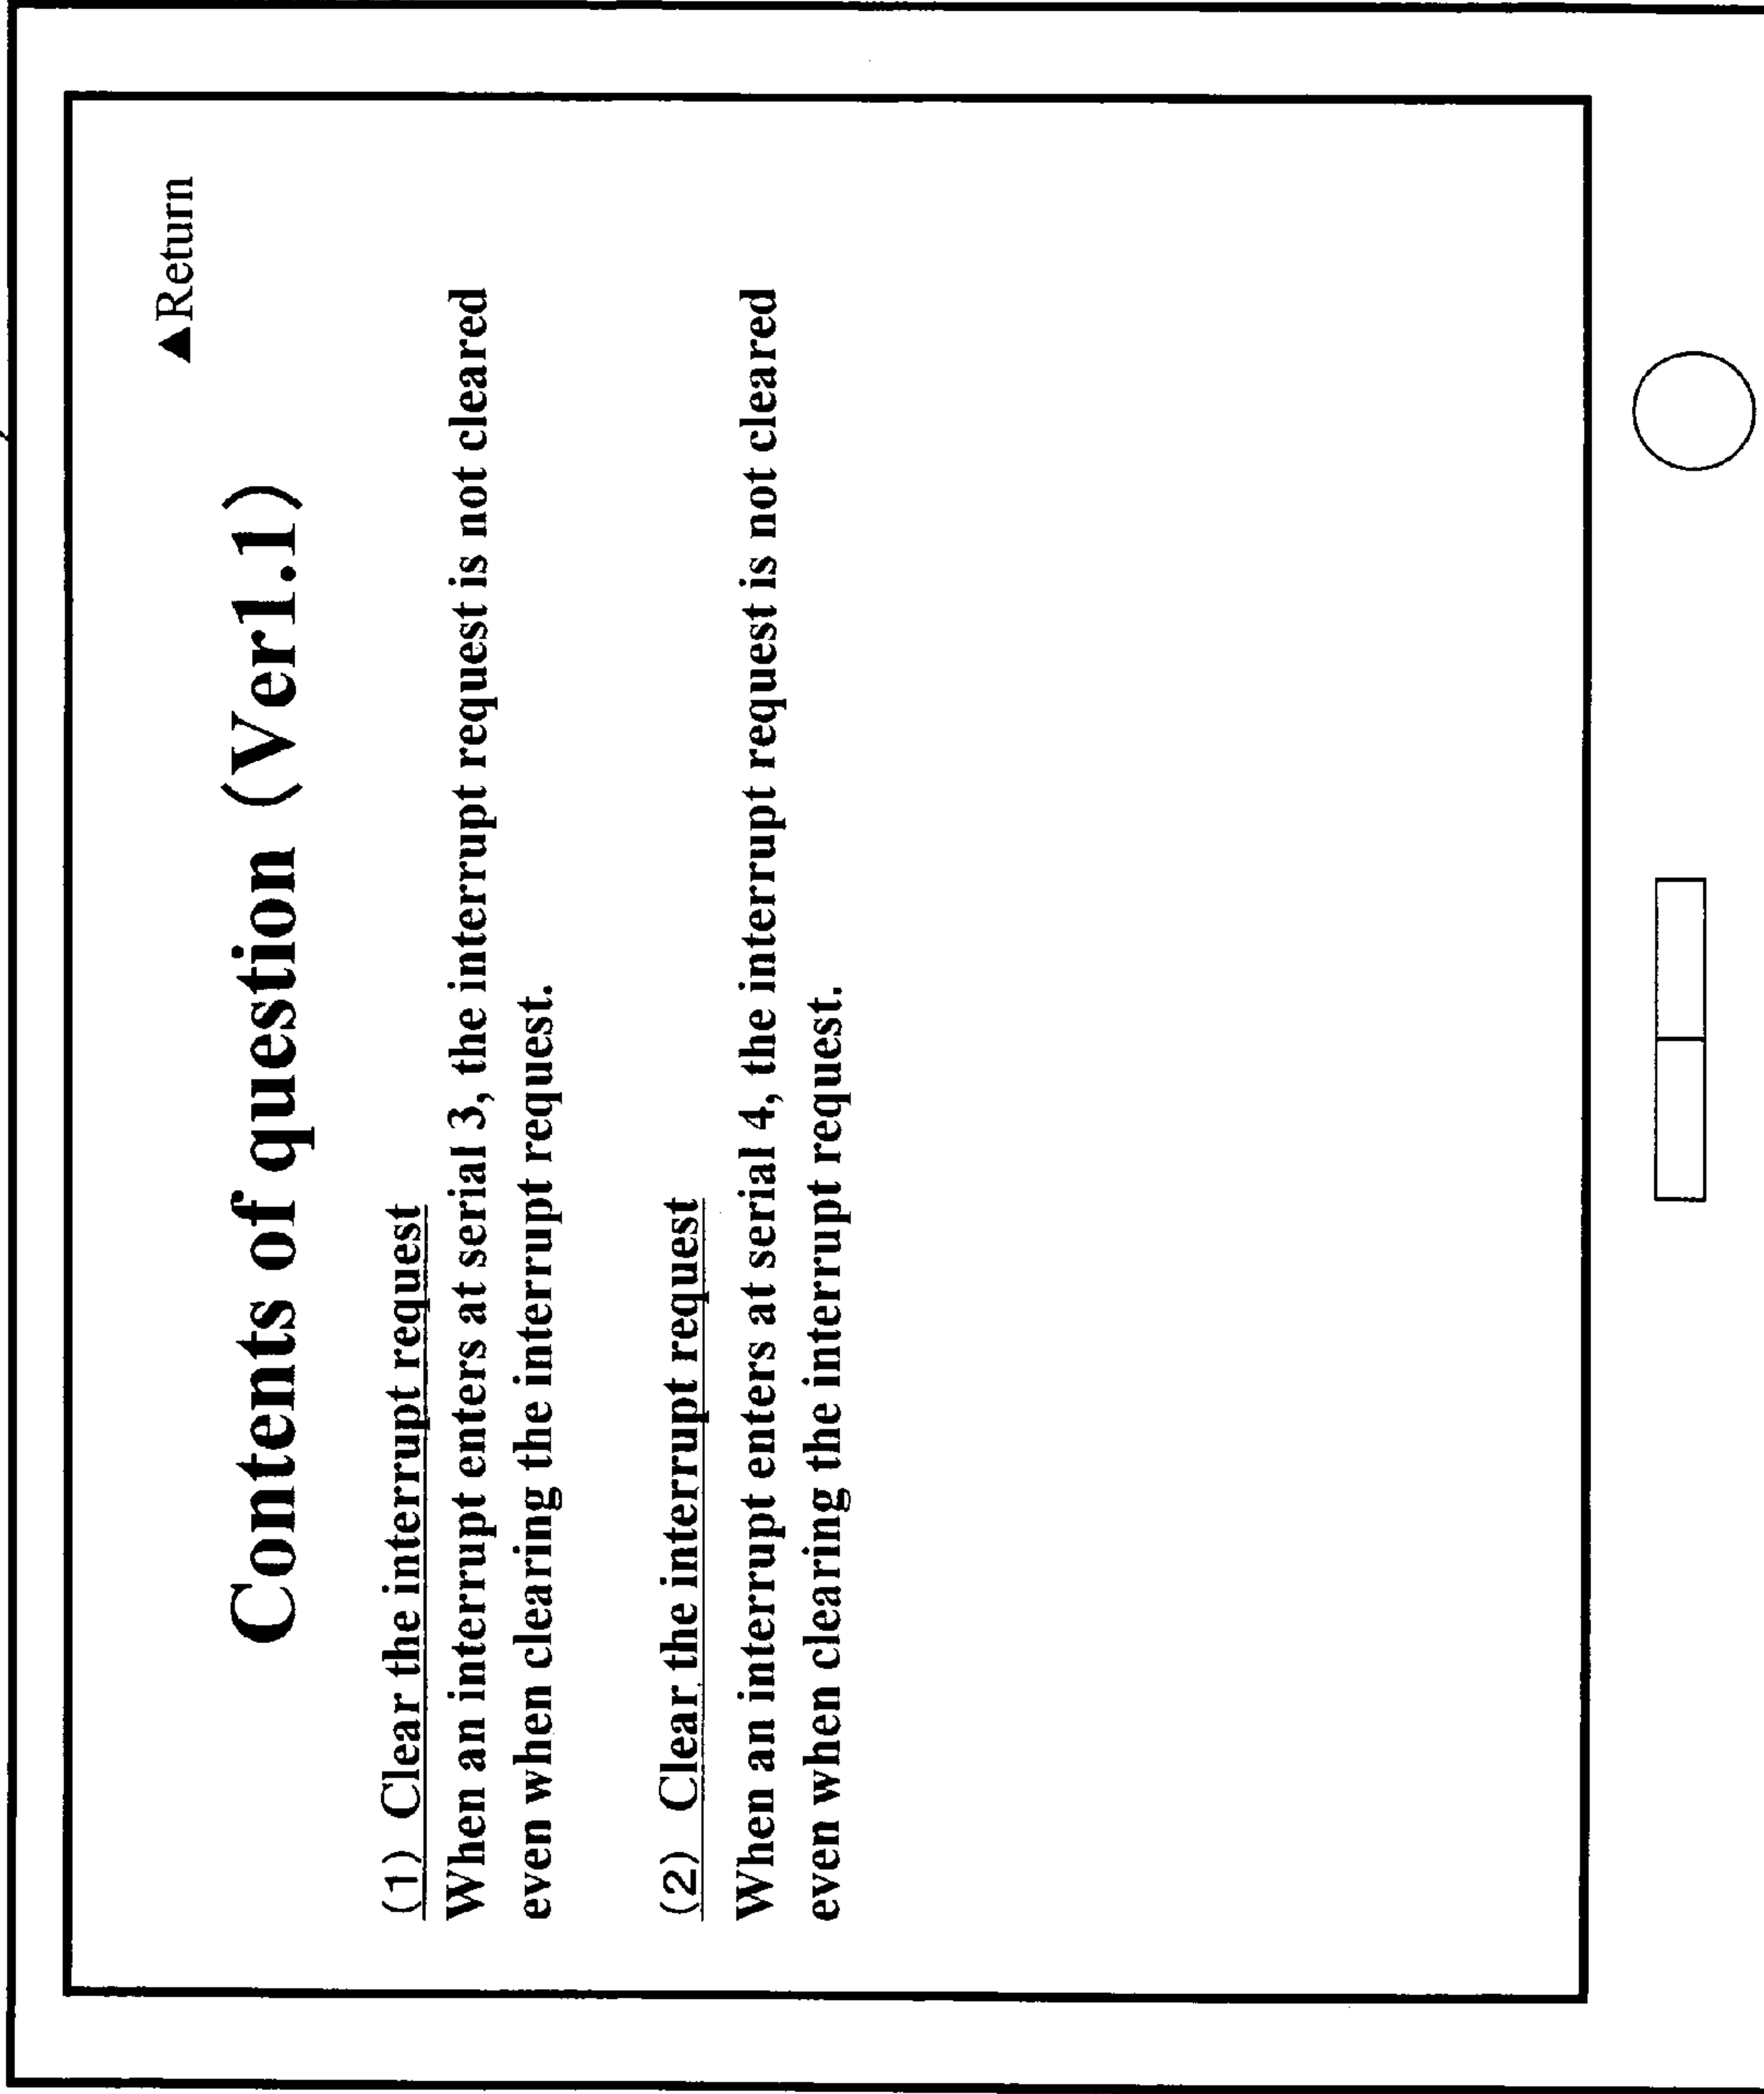 ▲Return
Contents of question (Ver1.1)
(1) Clear the interrupt request
When an interrupt enters at serial 3, the interrupt request is not cleared
even when clearing the interrupt request.
(2) Clear the interrupt request
When an interrupt enters at serial 4, the interrupt request is not cleared
even when clearing the interrupt request.